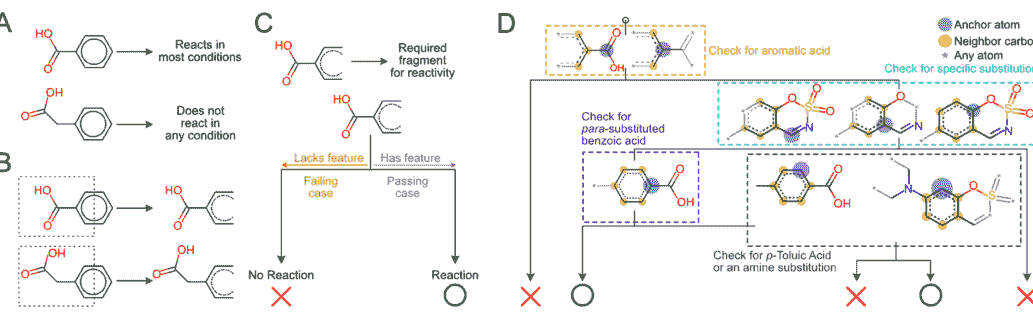 A
HO
O
Reacts in
most conditions
OH
O
Does not
react in
any condition
B
HO
O
HO
O
OH
O
OH
O
C
HO
O
Required
fragment
for reactivity
HO
O
Lacks feature
Has feature
Failing
case
Passing
case
No Reaction
Reaction
D
O
OH
Check for aromatic acid
Anchor atom
Neighbor carbo
* Any atom
Check for specific substitution
O
S
O
O
N
O
N
O
S
O
O
N
Check for
para-substituted
benzoic acid
O
OH
O
OH
N
O
S
Check for p-Toluic Acid
or an amine substitution